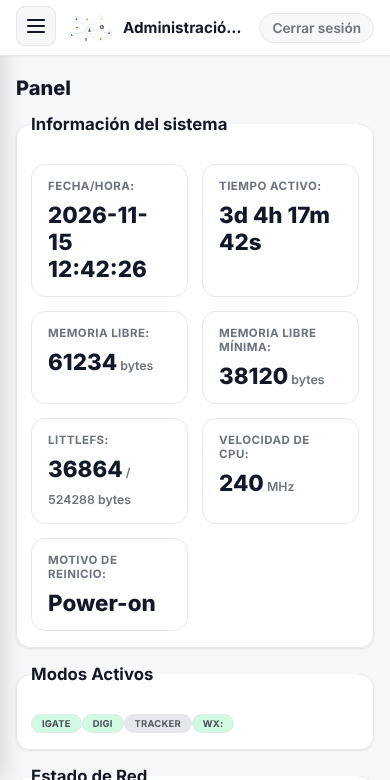 Administració...
Cerrar sesión
Panel
Información del sistema
FECHA/HORA:
2026-11-
15
12:42:26
TIEMPO ACTIVO:
3d 4h 17m
42s
MEMORIA LIBRE:
61234 bytes
MEMORIA LIBRE
MÍNIMA:
38120 bytes
LITTLEFS:
36864 /
524288 bytes
VELOCIDAD DE
CPU:
240 MHz
MOTIVO DE
REINICIO:
Power-on
Modos Activos
IGATE DIGI TRACKER WX:
Estado de Red